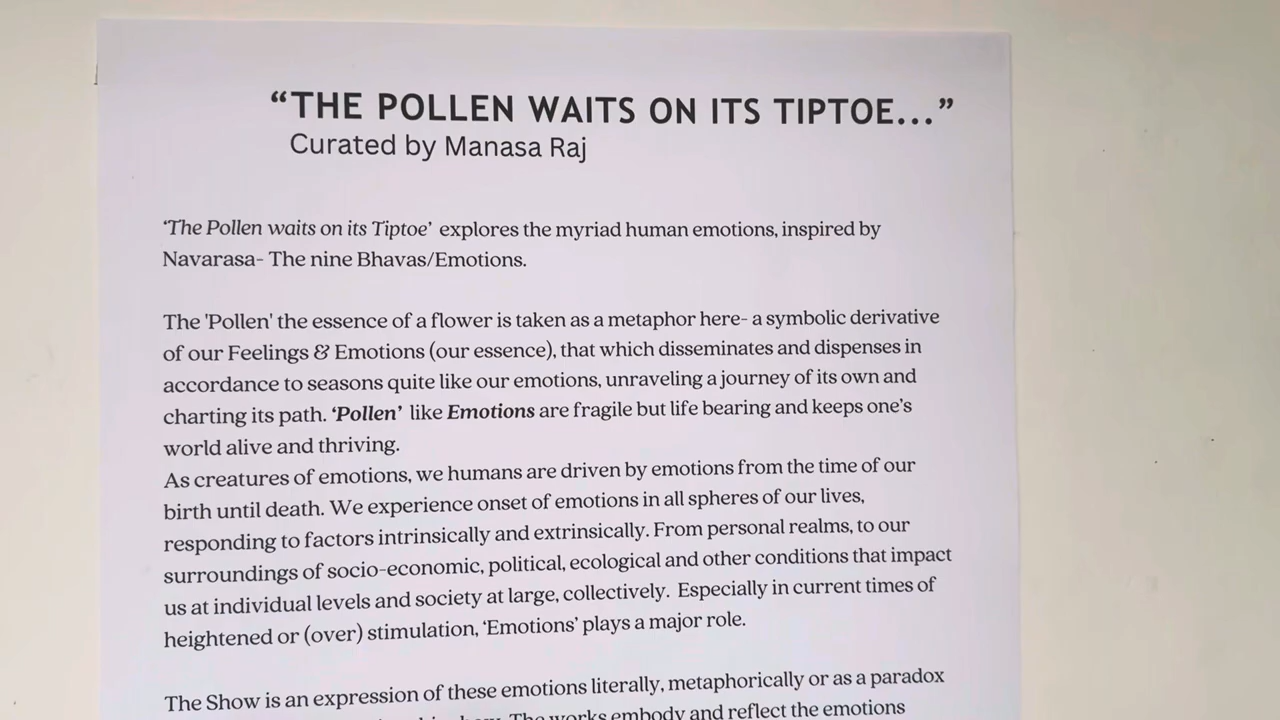 “THE POLLEN WAITS ON ITS TIPTOE...”
Curated by Manasa Raj
‘The Pollen waits on its Tiptoe’ explores the myriad human emotions, inspired by
Navarasa- The nine Bhavas/Emotions.
The 'Pollen' the essence of a flower is taken as a metaphor here- a symbolic derivative
of our Feelings & Emotions (our essence), that which disseminates and dispenses in
accordance to seasons quite like our emotions, unraveling a journey of its own and
charting its path. ‘Pollen’ like Emotions are fragile but life bearing and keeps one’s
world alive and thriving.
As creatures of emotions, we humans are driven by emotions from the time of our
birth until death. We experience onset of emotions in all spheres of our lives,
responding to factors intrinsically and extrinsically. From personal realms, to our
surroundings of socio-economic, political, ecological and other conditions that impact
us at individual levels and society at large, collectively. Especially in current times of
heightened or (over) stimulation, ‘Emotions’ plays a major role.
The Show is an expression of these emotions literally, metaphorically or as a paradox
The works embody and reflect the emotions